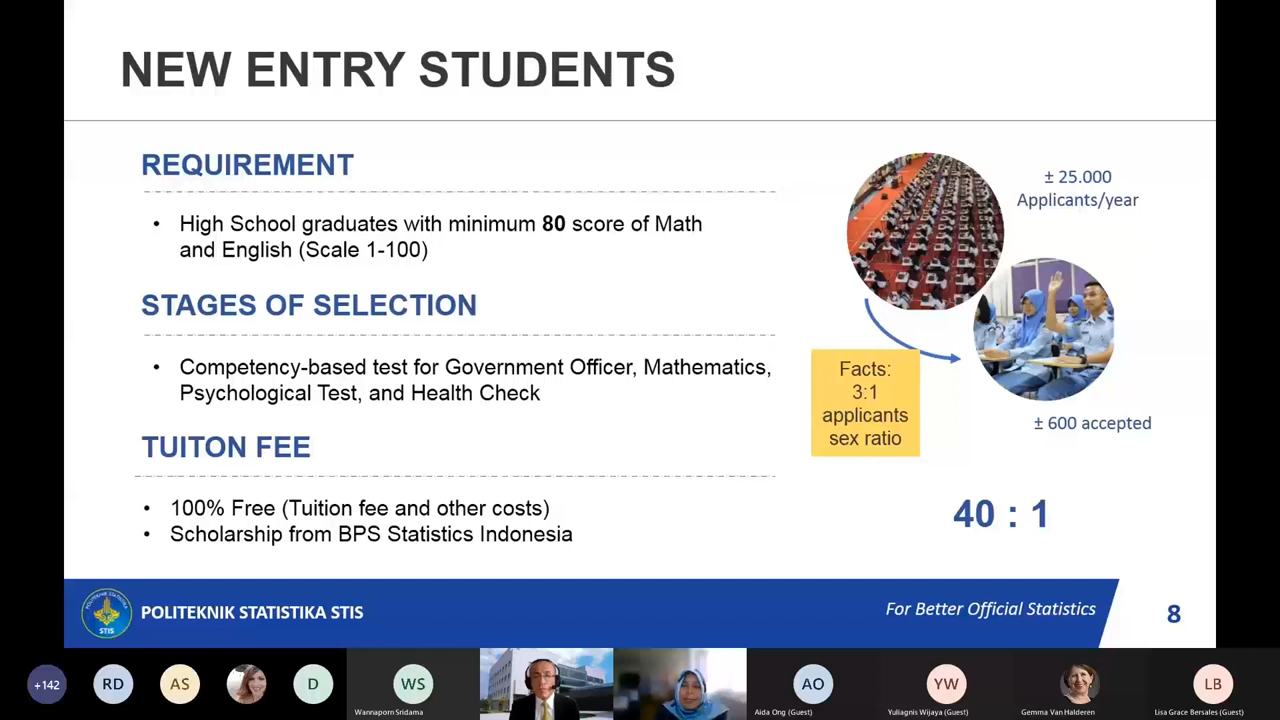 NEW ENTRY STUDENTS
REQUIREMENT
• High School graduates with minimum 80 score of Math
and English (Scale 1-100)
STAGES OF SELECTION
• Competency-based test for Government Officer, Mathematics,
Psychological Test, and Health Check
TUITON FEE
• 100% Free (Tuition fee and other costs)
• Scholarship from BPS Statistics Indonesia
± 25.000
Applicants/year
Facts:
3:1
applicants
sex ratio
± 600 accepted
40 : 1
POLITEKNIK STATISTIKA
STIS
POLITEKNIK STATISTIKA STIS
For Better Official Statistics
8
+142
RD
AS
D
WS
Wannaporn Sridama
AO
Aida Ong (Guest)
YW
Yuliagnis Wijaya (Guest)
Gemma Van Halderen
LB
Lisa Grace Bersales (Guest)